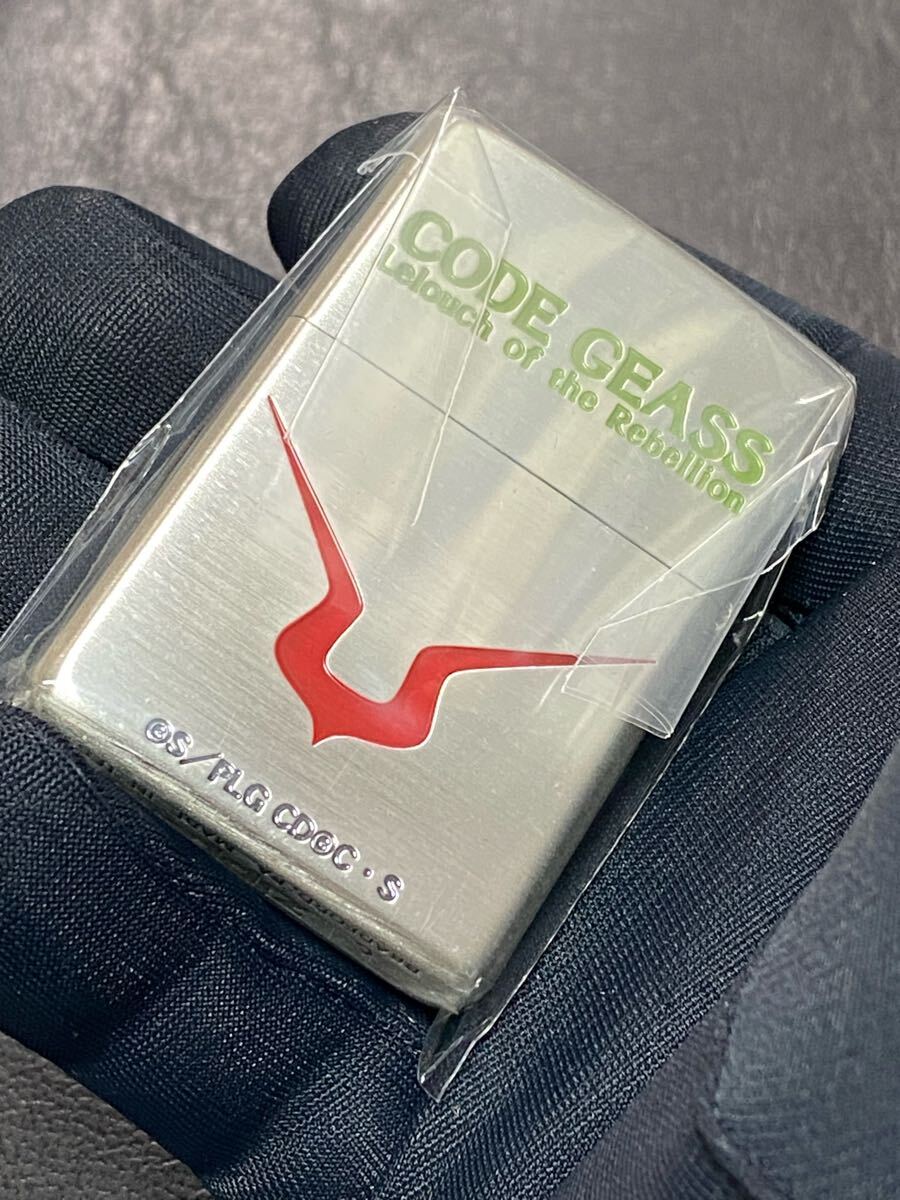 CODE GEASS
Lelouch of the Rebellion
©S/PLG CD©C・S